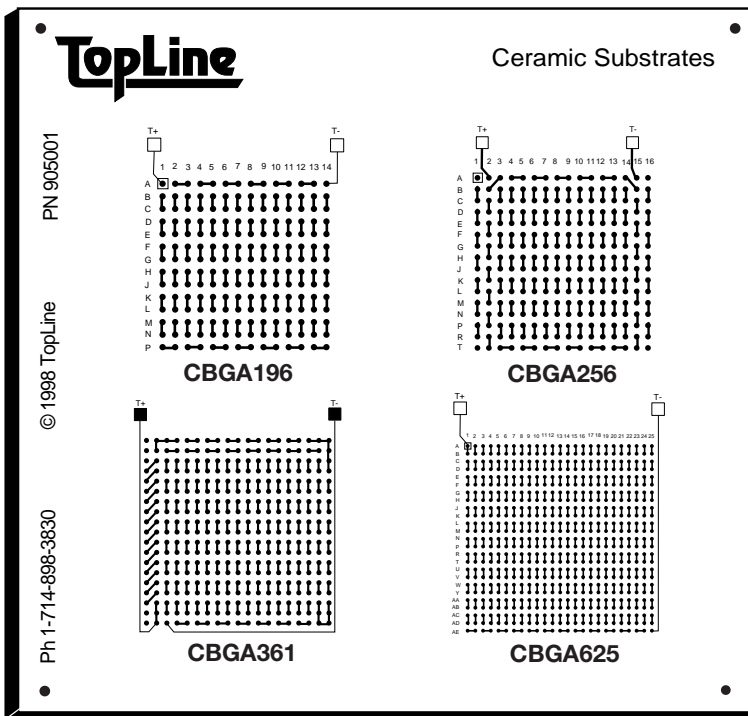 TopLine
Ceramic Substrates
PN 905001
© 1998 TopLine
Ph 1-714-898-3830
T+ T-
1 2 3 4 5 6 7 8 9 10 11 12 13 14
A
B
C
D
E
F
G
H
J
K
L
M
N
P
CBGA196
T+ T-
1 2 3 4 5 6 7 8 9 10 11 12 13 14 15 16
A
B
C
D
E
F
G
H
J
K
L
M
N
P
R
T
CBGA256
T+ T-
CBGA361
T+ T-
1 2 3 4 5 6 7 8 9 10 11 12 13 14 15 16 17 18 19 20 21 22 23 24 25
A
B
C
D
E
F
G
H
J
K
L
M
N
P
R
T
U
V
W
Y
AA
AB
AC
AD
AE
CBGA625